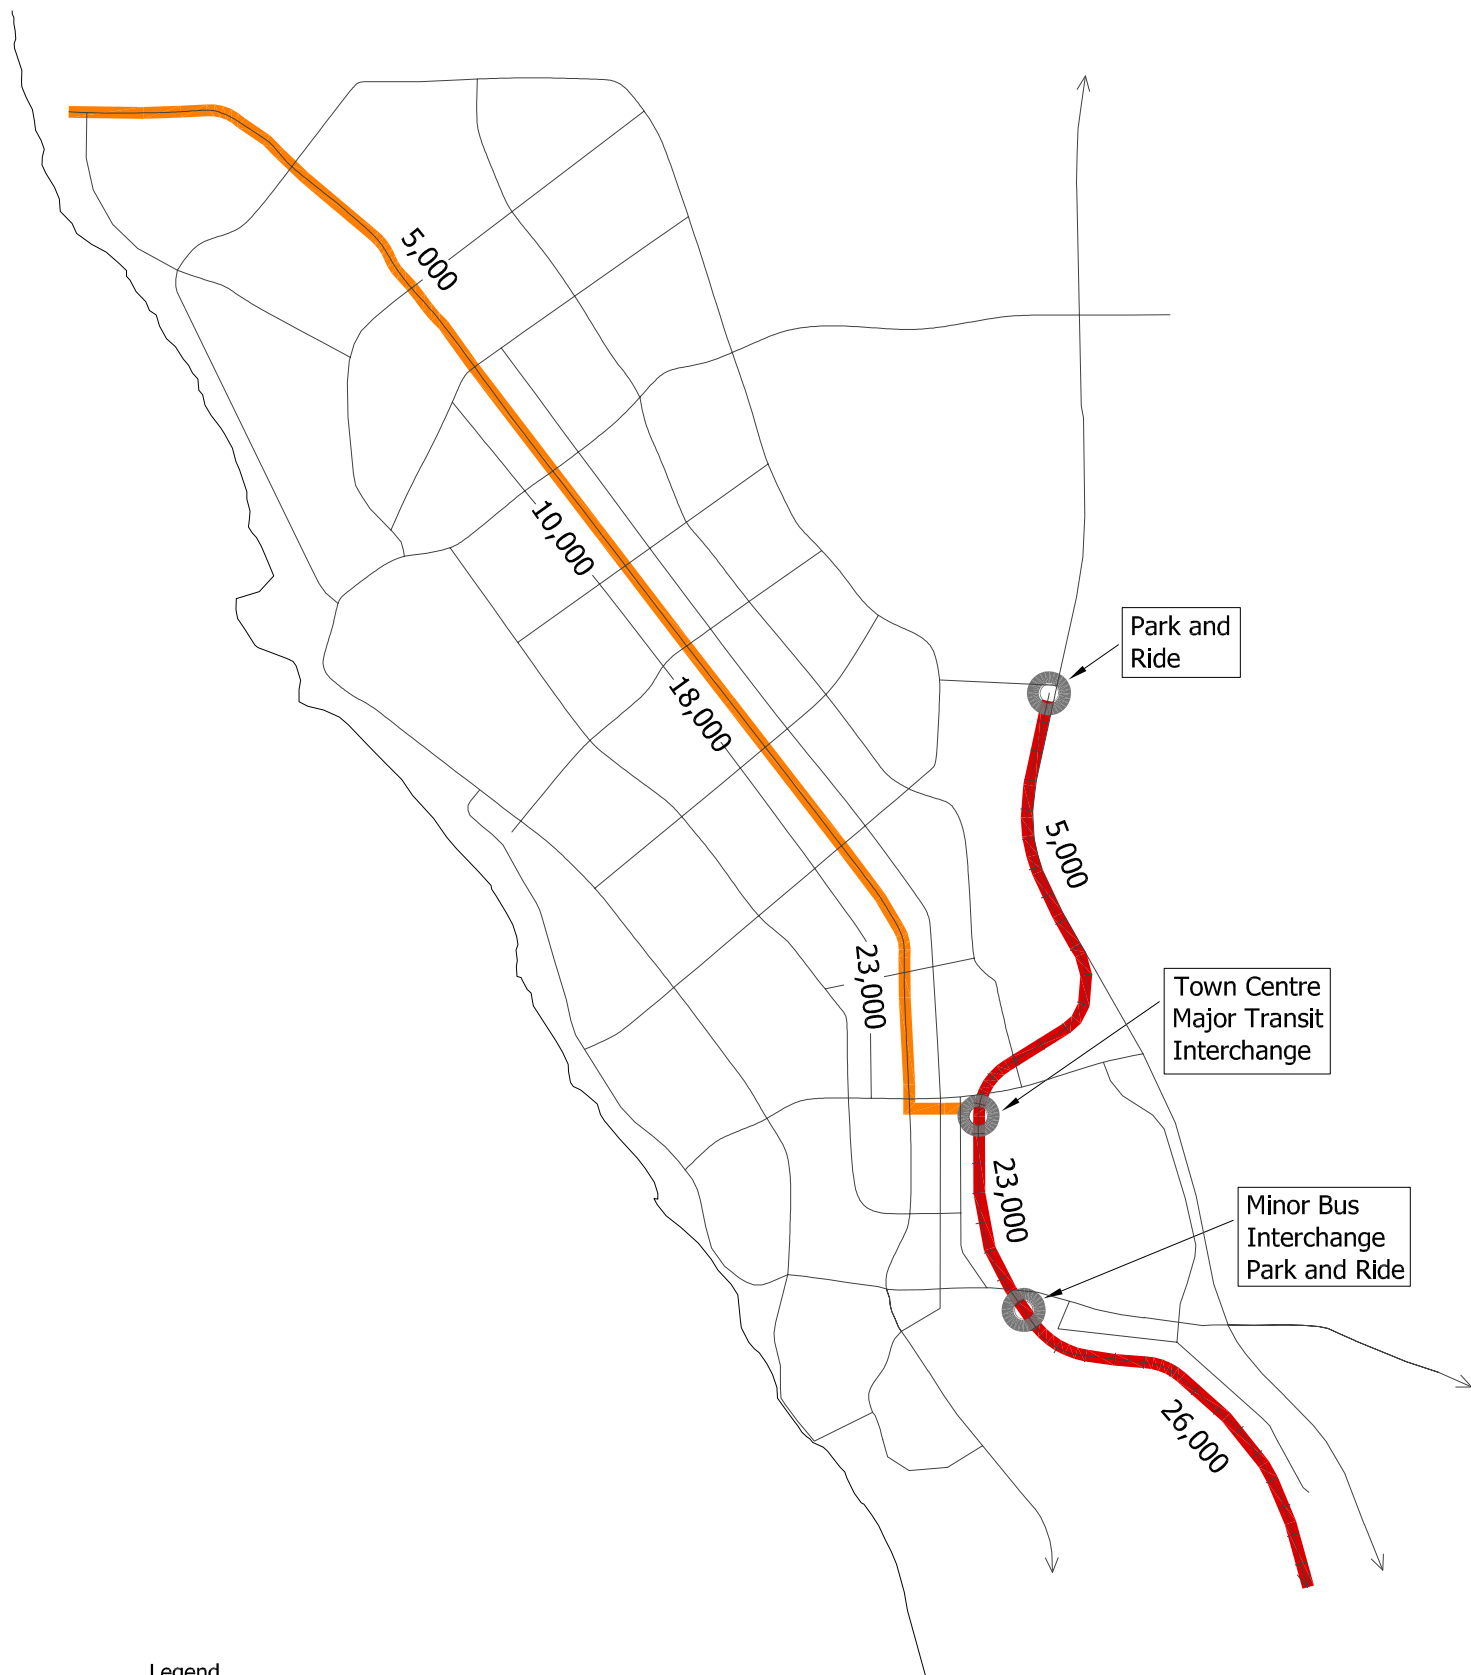 5,000
10,000
Park and
Ride
18,000
5,000
23,000
Town Centre
Major Transit
Interchange
23,000
Minor Bus
Interchange
Park and Ride
26,000
Legend